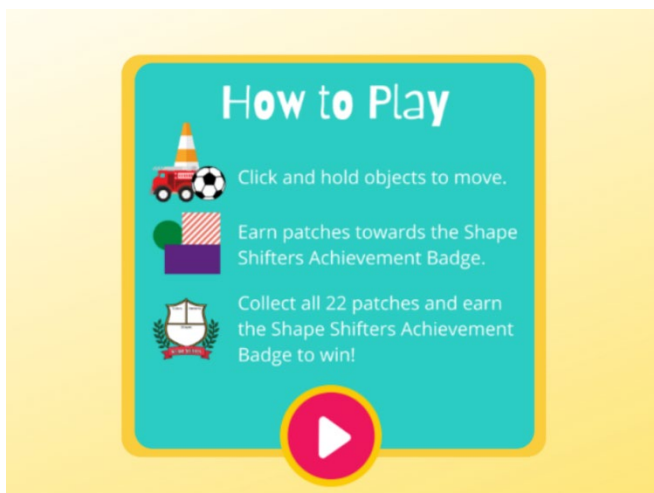 How to Play
Click and hold objects to move.
Earn patches towards the Shape
Shifters Achievement Badge.
Collect all 22 patches and earn
the Shape Shifters Achievement
Badge to win!